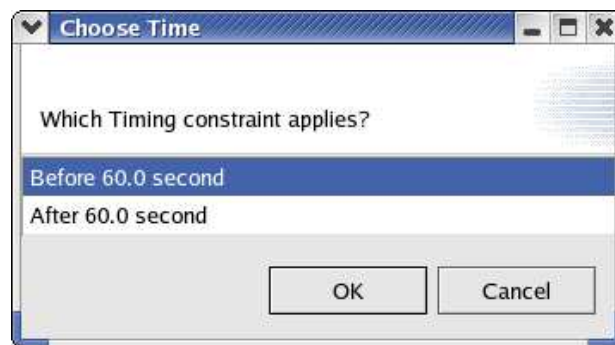 Choose Time
Which Timing constraint applies?
Before 60.0 second
After 60.0 second
OK Cancel